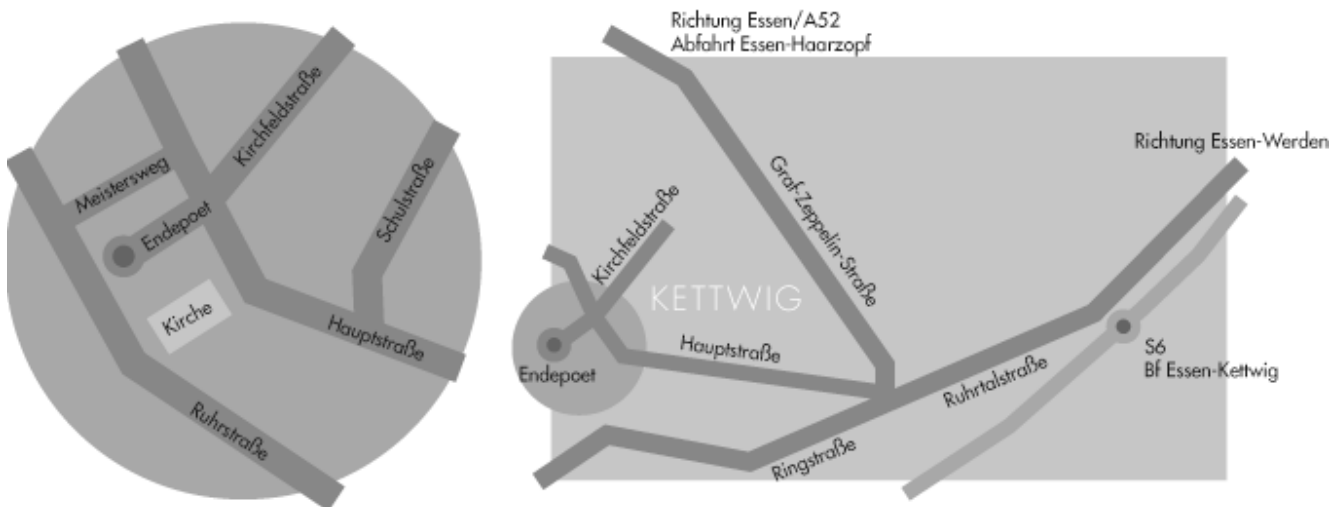 Kirchfeldstraße
Meistersweg
Endepoet
Schulstraße
Kirche
Hauptstraße
Ruhrstraße
Richtung Essen/A52
Abfahrt Essen-Haarzopf
Richtung Essen-Werden
Graf-Zeppelin-Straße
Kirchfeldstraße
KETTWIG
Hauptstraße
Endepoet
S6
Bf Essen-Kettwig
Ruhrtalstraße
Ringstraße